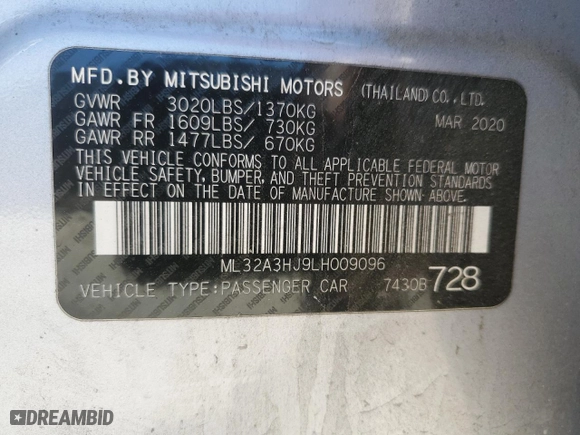 MFD.BY MITSUBISHI MOTORS (THAILAND) CO., LTD.
GVWR 3020LBS/1370KG MAR 2020
GAWR FR 1609LBS/ 730KG
GAWR RR 1477LBS/ 670KG
THIS VEHICLE CONFORMS TO ALL APPLICABLE FEDERAL MOTOR
VEHICLE SAFETY, BUMPER, AND THEFT PREVENTION STANDARDS
IN EFFECT ON THE DATE OF MANUFACTURE SHOWN ABOVE.
ML32A3HJ9LH009096
VEHICLE TYPE:PASSENGER CAR 7430B 728
DREAMBID